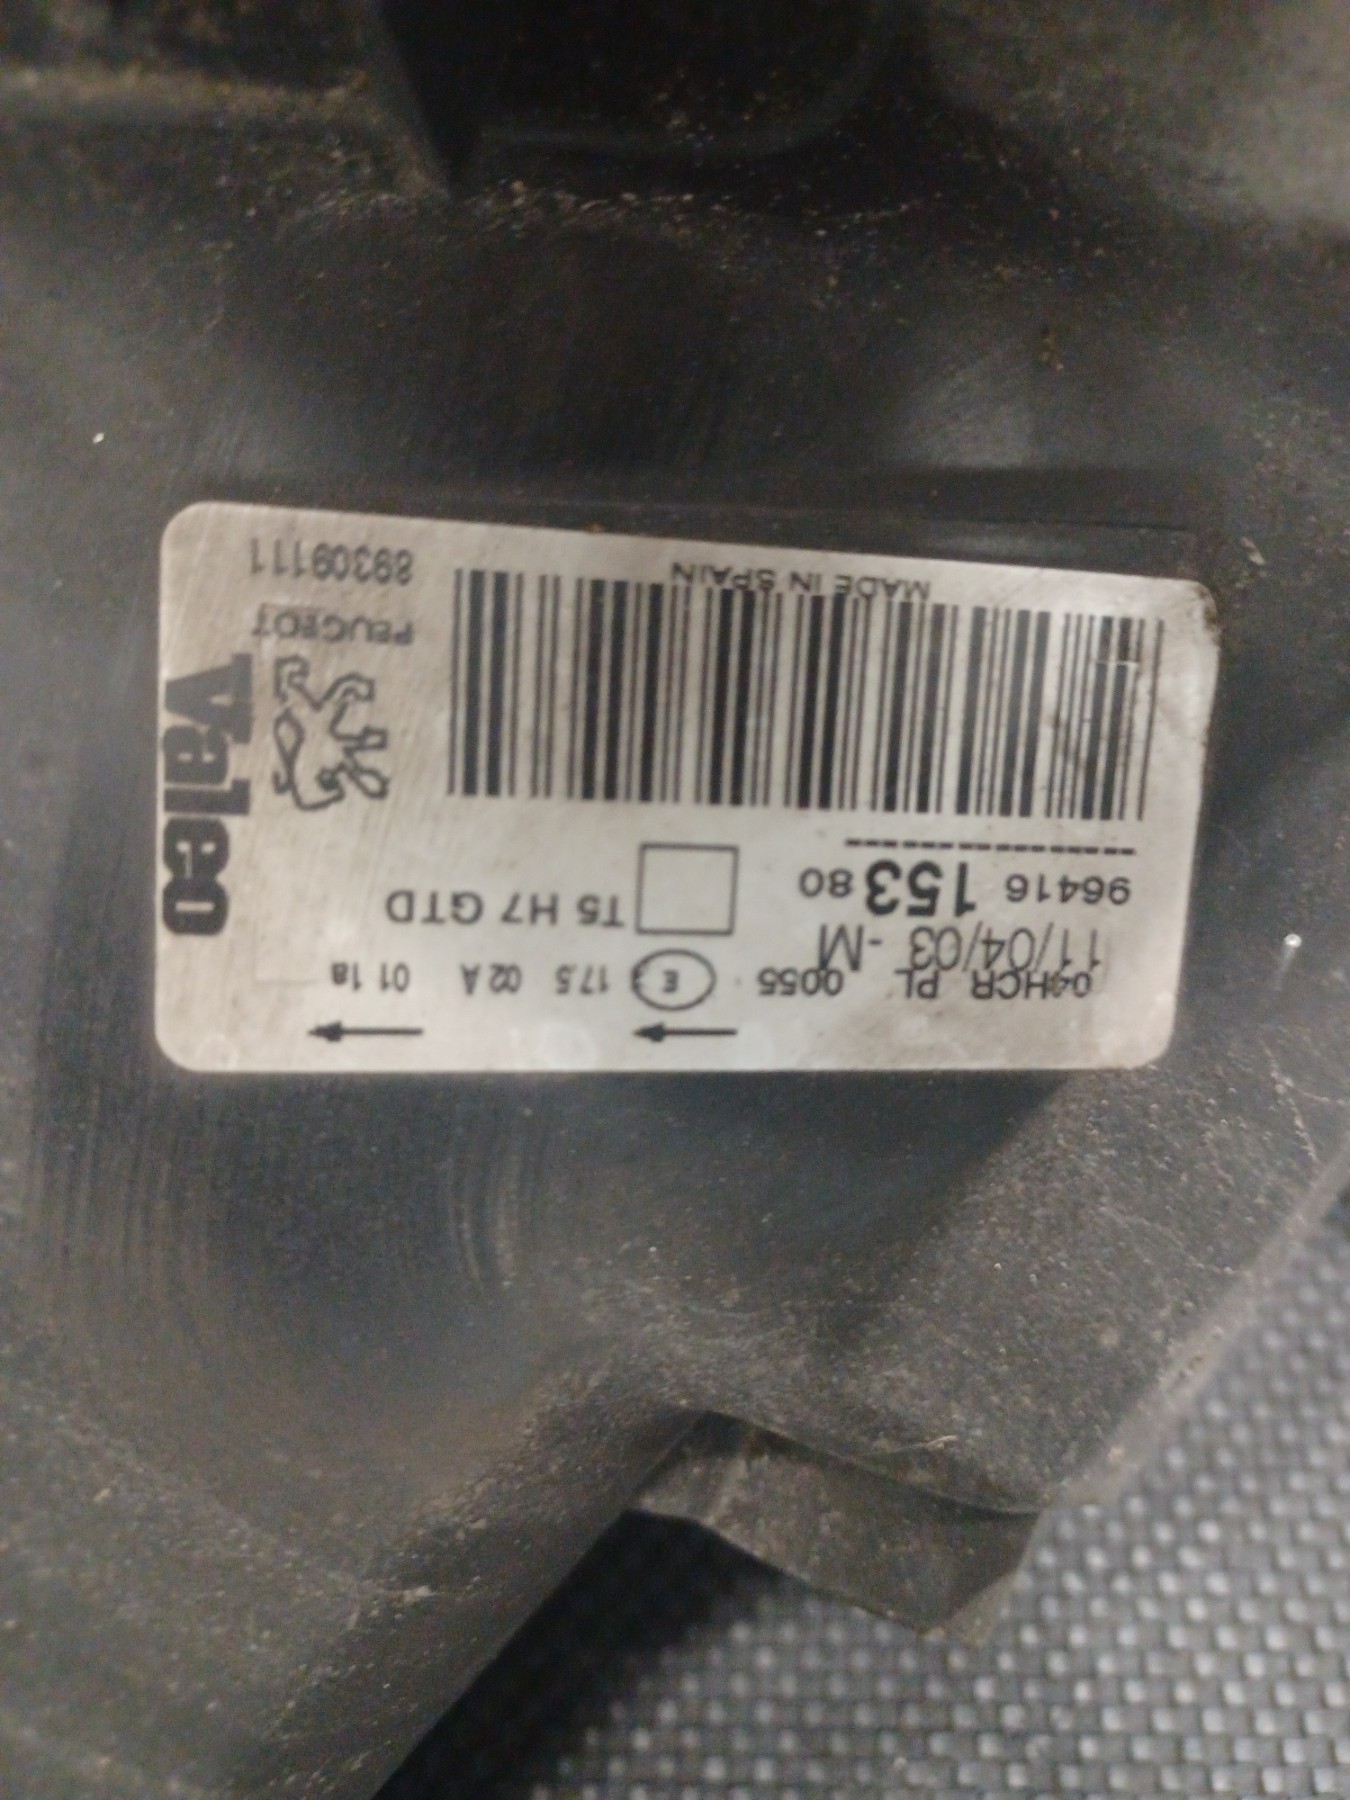 04HCR PL 0055 E3 17.5 02 A 01 1a
11/04/03 -M
96416 153 80
T5 H7 GTD
Valeo
PEUGEOT
89309111
MADE IN SPAIN